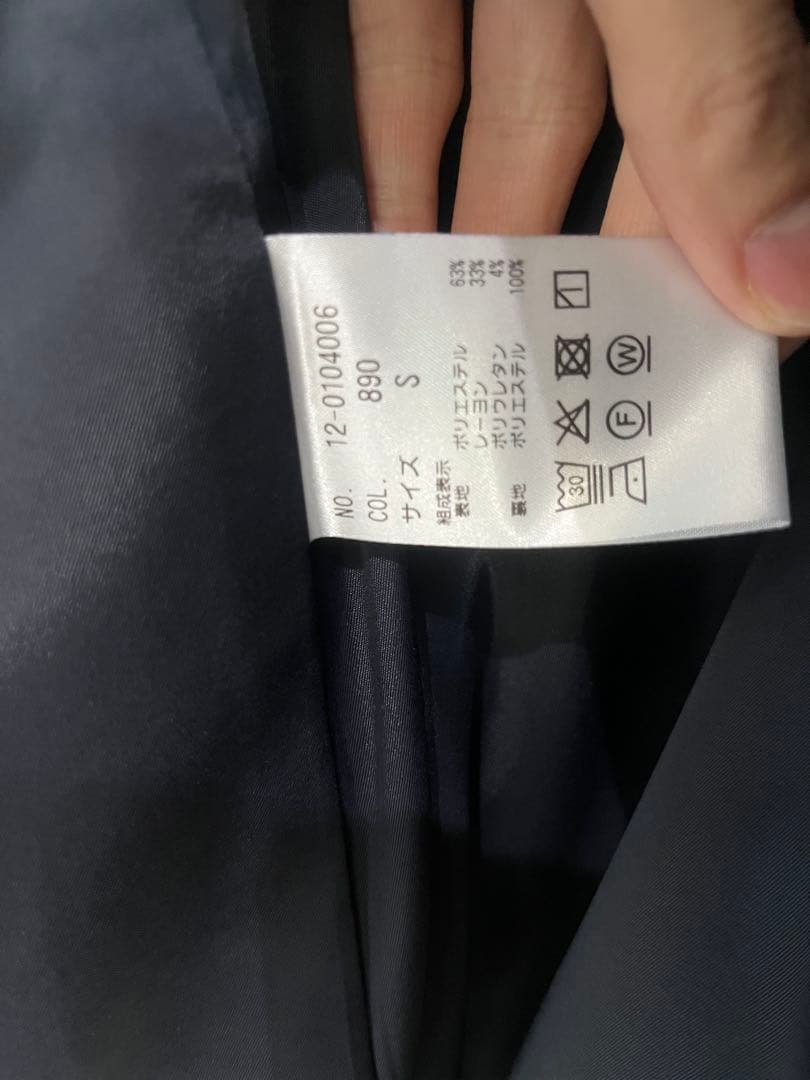 NO. 12-0104006
COL. 890
サイズ S
組成表示
表地 ポリエステル 63%
レーヨン 33%
ポリウレタン 4%
裏地 ポリエステル 100%
30
F W